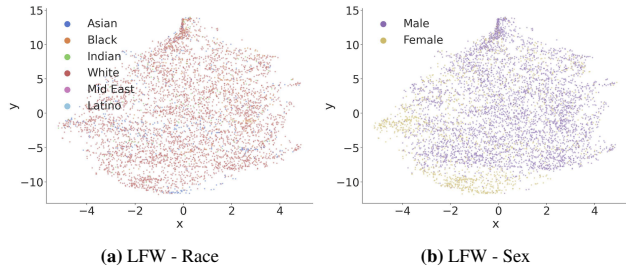 15
10
5
0
−5
−10
y
−4
−2
0
2
4
x
Asian
Black
Indian
White
Mid East
Latino
(a) LFW - Race
15
10
5
0
−5
−10
y
−4
−2
0
2
4
x
Male
Female
(b) LFW - Sex